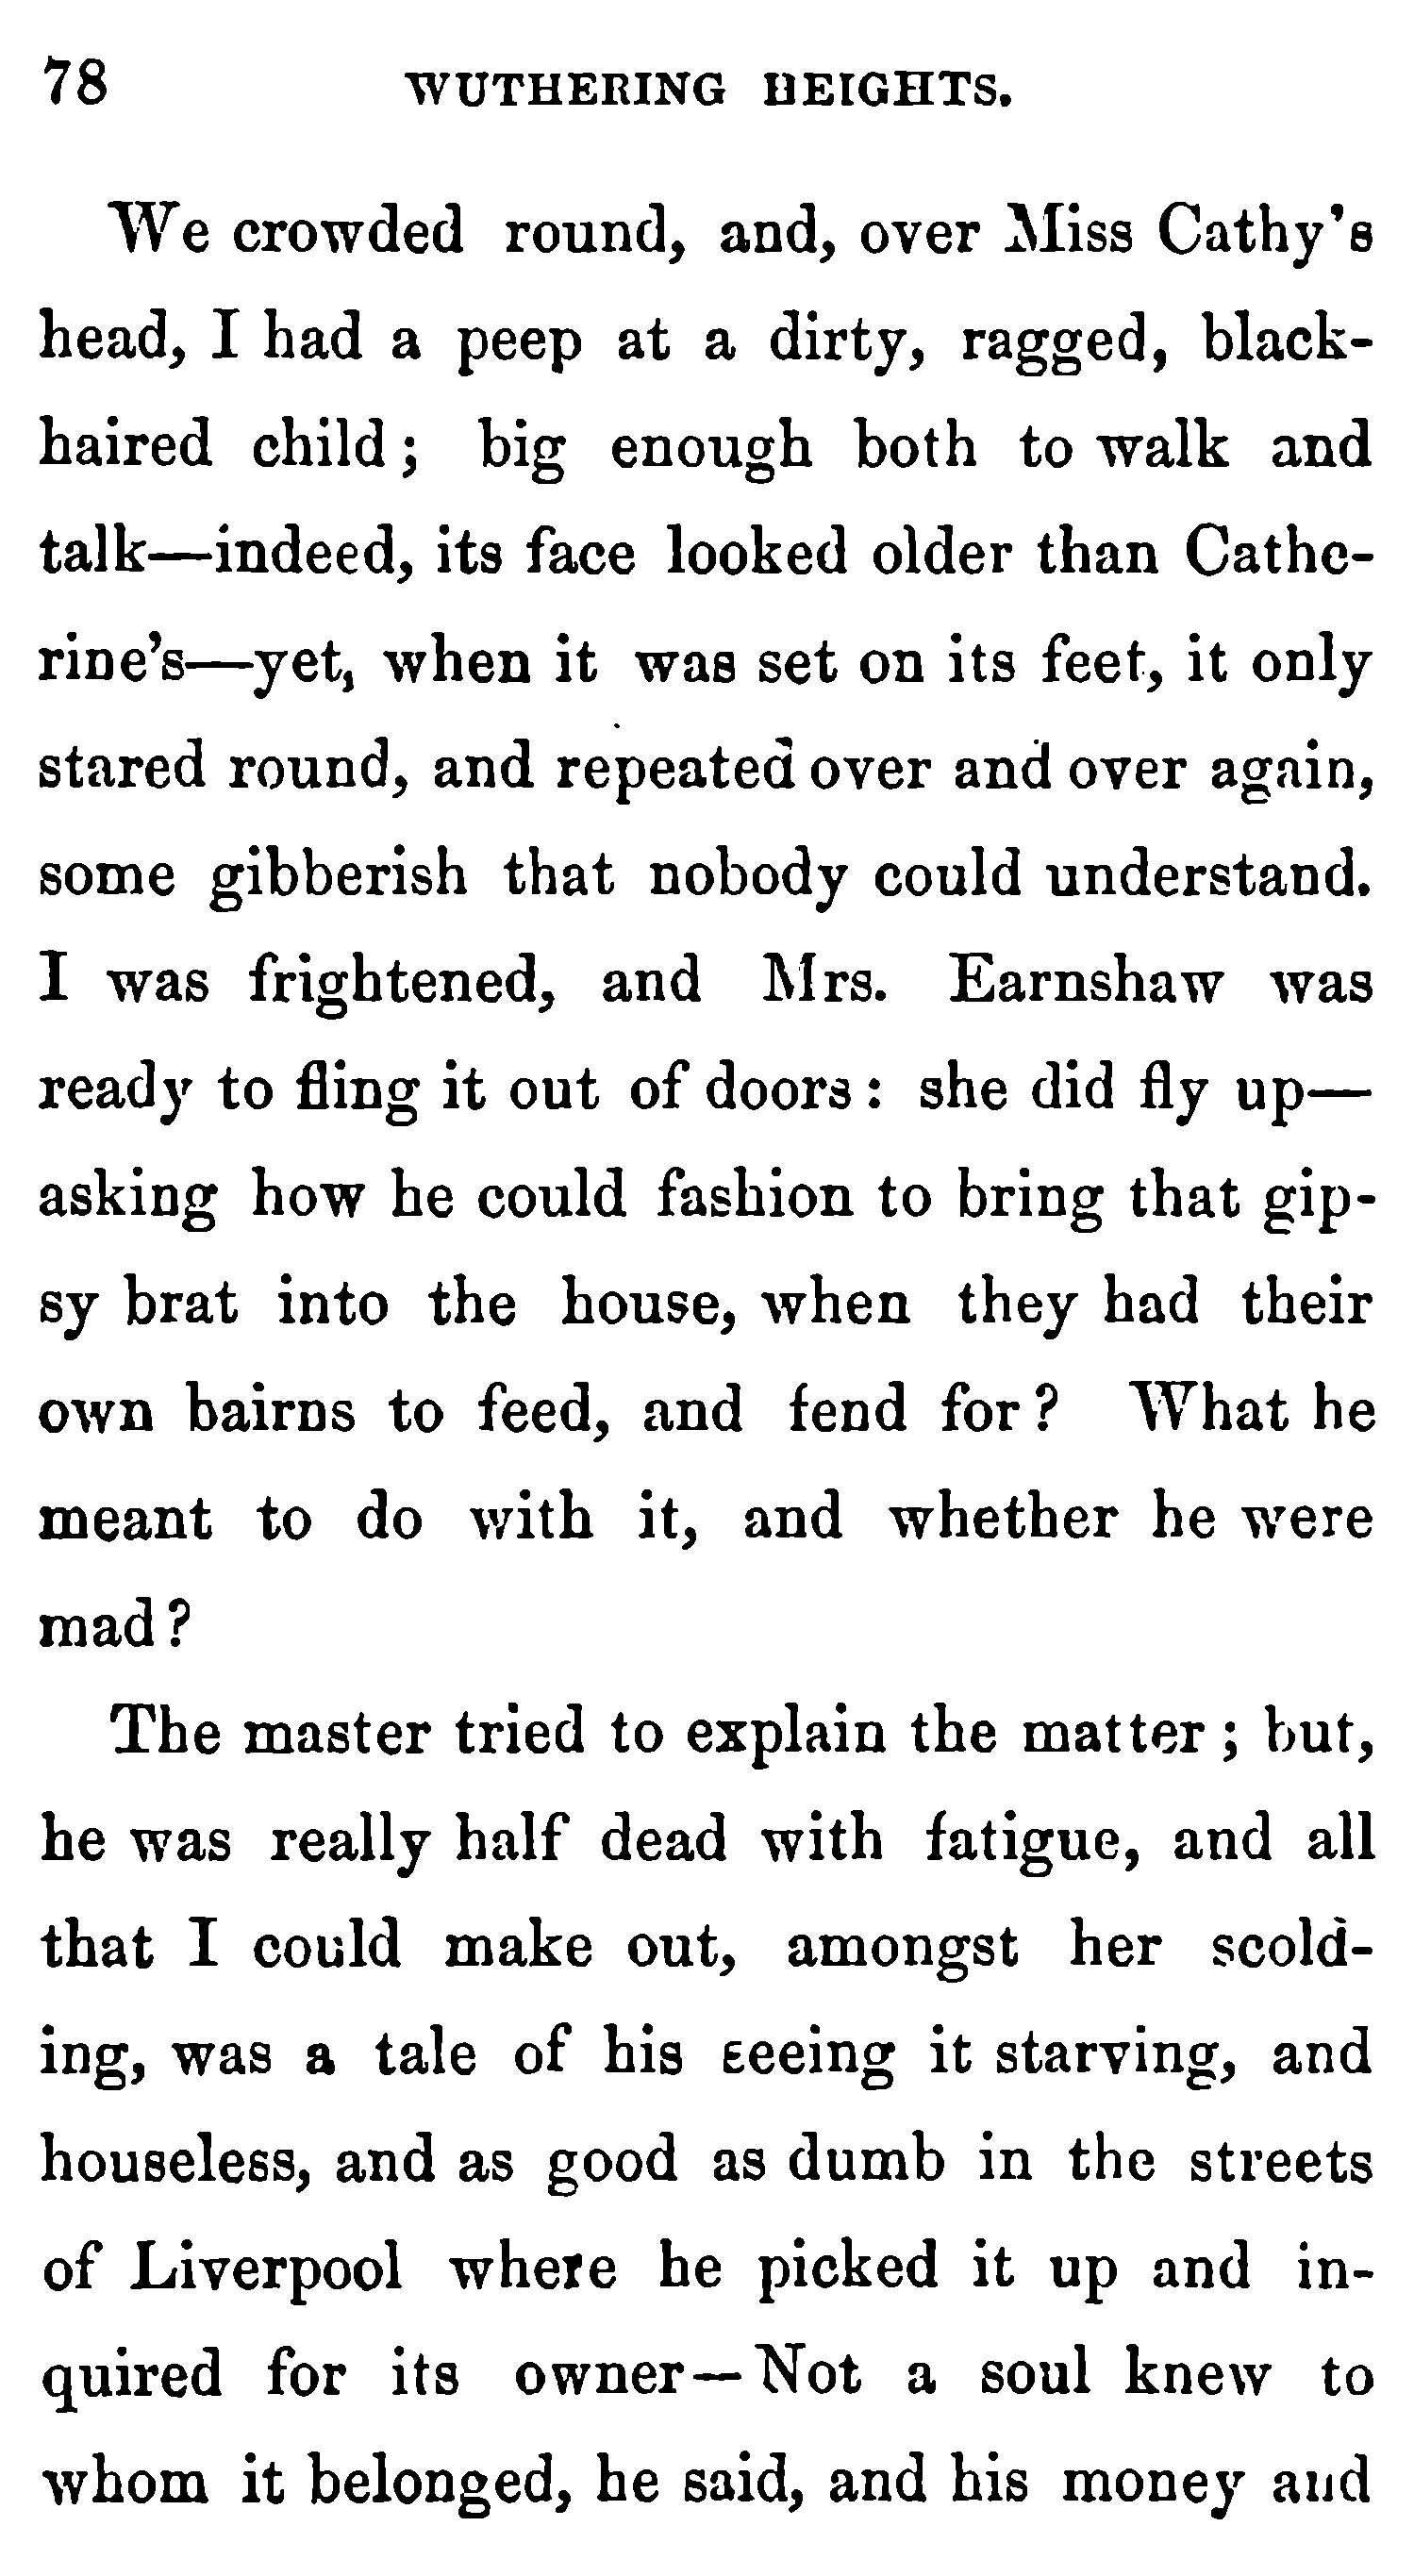 78 WUTHERING HEIGHTS.
We crowded round, and, over Miss Cathy's
head, I had a peep at a dirty, ragged, black-
haired child; big enough both to walk and
talk—indeed, its face looked older than Cathe-
rine's—yet, when it was set on its feet, it only
stared round, and repeated over and over again,
some gibberish that nobody could understand.
I was frightened, and Mrs. Earnshaw was
ready to fling it out of doors: she did fly up—
asking how he could fashion to bring that gip-
sy brat into the house, when they had their
own bairns to feed, and fend for? What he
meant to do with it, and whether he were
mad?
The master tried to explain the matter; but,
he was really half dead with fatigue, and all
that I could make out, amongst her scold-
ing, was a tale of his seeing it starving, and
houseless, and as good as dumb in the streets
of Liverpool where he picked it up and in-
quired for its owner—Not a soul knew to
whom it belonged, he said, and his money and